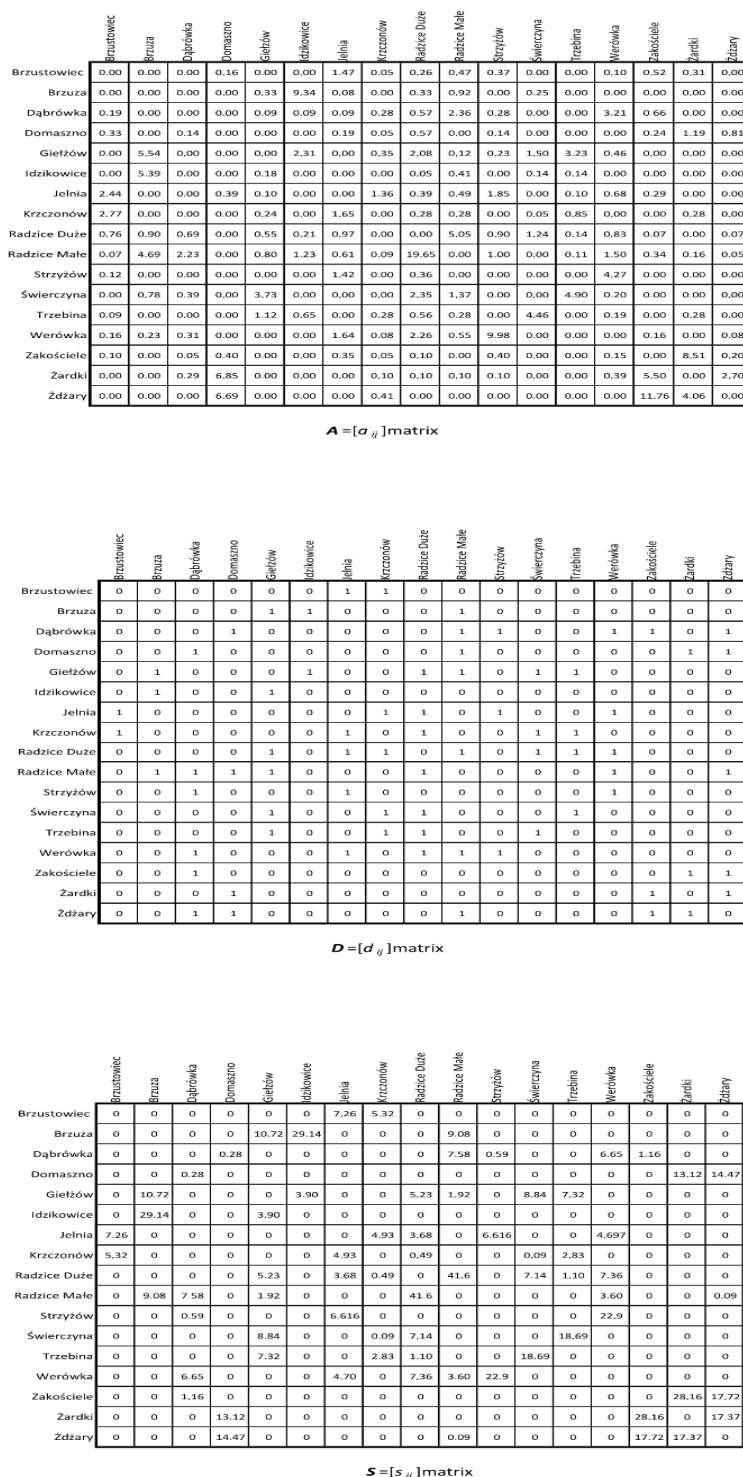 Brzustowiec Brzuza Dąbrówka Domaszno Giełżów Idzikowice Jelnia Krzczonów Radzice Duże Radzice Małe Strzyżów Świerczyna Trzebina Werówka Zakościele Żardki Żdżary
Brzustowiec 0.00 0.00 0.00 0,16 0.00 0,00 1.47 0.05 0,26 0,47 0.37 0.00 0.00 0,10 0,52 0,31 0,00
Brzuza 0.00 0.00 0.00 0.00 0.33 9,34 0,08 0.00 0.33 0.92 0.00 0.25 0.00 0.00 0.00 0.00 0.00
Dąbrówka 0.19 0.00 0.00 0.00 0.09 0.09 0.09 0.28 0.57 2.36 0.28 0.00 0.00 3.21 0.66 0.00 0.00
Domaszno 0.33 0.00 0.14 0.00 0.00 0.00 0.19 0.05 0.57 0.00 0.14 0.00 0.00 0.00 0.24 1.19 0.81
Giełżów 0.00 5,54 0,00 0,00 0,00 2,31 0,00 0,35 2,08 0,12 0,23 1,50 3.23 0.46 0.00 0.00 0.00
Idzikowice 0.00 5.39 0.00 0.00 0.18 0.00 0.00 0.00 0.05 0.41 0.00 0.14 0.14 0.00 0.00 0.00 0.00
Jelnia 2.44 0.00 0.00 0.39 0.10 0.00 0.00 1.36 0.39 0.49 1.85 0.00 0.10 0.68 0.29 0.00 0.00
Krzczonów 2.77 0.00 0.00 0.00 0.24 0.00 1.65 0.00 0.28 0.28 0.00 0.05 0.85 0.00 0.00 0.28 0.00
Radzice Duże 0.76 0.90 0.69 0.00 0.55 0.21 0.97 0.00 0.00 5.05 0.90 1,24 0.14 0.83 0.07 0.00 0.07
Radzice Małe 0.07 4.69 2.23 0.00 0.80 1.23 0.61 0.09 19.65 0.00 1.00 0.00 0.11 1.50 0.34 0.16 0.05
Strzyżów 0.12 0.00 0.00 0.00 0.00 0.00 1.42 0.00 0.36 0.00 0.00 0.00 0.00 4.27 0.00 0.00 0.00
Świerczyna 0.00 0.78 0.39 0.00 3.73 0.00 0.00 0.00 2.35 1.37 0.00 0.00 4.90 0.20 0.00 0.00 0.00
Trzebina 0.09 0.00 0.00 0.00 1.12 0.65 0.00 0.28 0.56 0.28 0.00 4.46 0.00 0.19 0.00 0.28 0.00
Werówka 0.16 0.23 0.31 0.00 0.00 0.00 1.64 0.08 2.26 0.55 9.98 0.00 0.00 0.00 0.16 0.00 0.08
Zakościele 0.10 0.00 0.05 0.40 0.00 0.00 0.35 0.05 0.10 0.00 0.40 0.00 0.00 0.15 0.00 8,51 0,20
Żardki 0.00 0.00 0.29 6.85 0.00 0.00 0.00 0.10 0.10 0.10 0.10 0.00 0.00 0.39 5.50 0.00 2.70
Żdżary 0.00 0.00 0.00 6.69 0.00 0.00 0.00 0.41 0.00 0.00 0.00 0.00 0.00 0.00 11.76 4.06 0.00
A =[a ij ]matrix
Brzustowiec Brzuza Dąbrówka Domaszno Giełżów Idzikowice Jelnia Krzczonów Radzice Duże Radzice Małe Strzyżów Świerczyna Trzebina Werówka Zakościele Żardki Żdżary
Brzustowiec 0 0 0 0 0 0 1 1 0 0 0 0 0 0 0 0 0
Brzuza 0 0 0 0 1 1 0 0 0 1 0 0 0 0 0 0 0
Dąbrówka 0 0 0 1 0 0 0 0 0 1 1 0 0 1 1 0 1
Domaszno 0 0 1 0 0 0 0 0 0 1 0 0 0 0 0 1 1
Giełżów 0 1 0 0 0 1 0 0 1 1 0 1 1 0 0 0 0
Idzikowice 0 1 0 0 1 0 0 0 0 0 0 0 0 0 0 0 0
Jelnia 1 0 0 0 0 0 0 1 1 0 1 0 0 1 0 0 0
Krzczonów 1 0 0 0 0 0 1 0 1 0 0 1 1 0 0 0 0
Radzice Duże 0 0 0 0 1 0 1 1 0 1 0 1 1 1 0 0 0
Radzice Małe 0 1 1 1 1 0 0 0 1 0 0 0 0 1 0 0 1
Strzyżów 0 0 1 0 0 0 1 0 0 0 0 0 0 1 0 0 0
Świerczyna 0 0 0 0 1 0 0 1 1 0 0 0 1 0 0 0 0
Trzebina 0 0 0 0 1 0 0 1 1 0 0 1 0 0 0 0 0
Werówka 0 0 1 0 0 0 1 0 1 1 1 0 0 0 0 0 0
Zakościele 0 0 1 0 0 0 0 0 0 0 0 0 0 0 0 1 1
Żardki 0 0 0 1 0 0 0 0 0 0 0 0 0 0 1 0 1
Żdżary 0 0 1 1 0 0 0 0 0 1 0 0 0 0 1 1 0
D =[d ij ]matrix
Brzustowiec Brzuza Dąbrówka Domaszno Giełżów Idzikowice Jelnia Krzczonów Radzice Duże Radzice Małe Strzyżów Świerczyna Trzebina Werówka Zakościele Żardki Żdżary
Brzustowiec 0 0 0 0 0 0 7,26 5.32 0 0 0 0 0 0 0 0 0
Brzuza 0 0 0 0 10.72 29.14 0 0 0 9.08 0 0 0 0 0 0 0
Dąbrówka 0 0 0 0.28 0 0 0 0 0 7.58 0.59 0 0 6.65 1.16 0 0
Domaszno 0 0 0.28 0 0 0 0 0 0 0 0 0 0 0 0 13,12 14.47
Giełżów 0 10.72 0 0 0 3.90 0 0 5,23 1.92 0 8.84 7.32 0 0 0 0
Idzikowice 0 29.14 0 0 3.90 0 0 0 0 0 0 0 0 0 0 0 0
Jelnia 7.26 0 0 0 0 0 0 4.93 3.68 0 6.616 0 0 4.697 0 0 0
Krzczonów 5,32 0 0 0 0 0 4.93 0 0,49 0 0 0.09 2.83 0 0 0 0
Radzice Duże 0 0 0 0 5.23 0 3.68 0.49 0 41.6 0 7.14 1,10 7.36 0 0 0
Radzice Małe 0 9.08 7.58 0 1.92 0 0 0 41.6 0 0 0 0 3.60 0 0 0.09
Strzyżów 0 0 0.59 0 0 0 6.616 0 0 0 0 0 0 22,9 0 0 0
Świerczyna 0 0 0 0 8.84 0 0 0.09 7,14 0 0 0 18,69 0 0 0 0
Trzebina 0 0 0 0 7.32 0 0 2.83 1.10 0 0 18.69 0 0 0 0 0
Werówka 0 0 6.65 0 0 0 4.70 0 7,36 3.60 22.9 0 0 0 0 0 0
Zakościele 0 0 1,16 0 0 0 0 0 0 0 0 0 0 0 0 28,16 17.72
Żardki 0 0 0 13.12 0 0 0 0 0 0 0 0 0 0 28.16 0 17.37
Żdżary 0 0 0 14.47 0 0 0 0 0 0.09 0 0 0 0 17.72 17.37 0
S =[s ij ]matrix